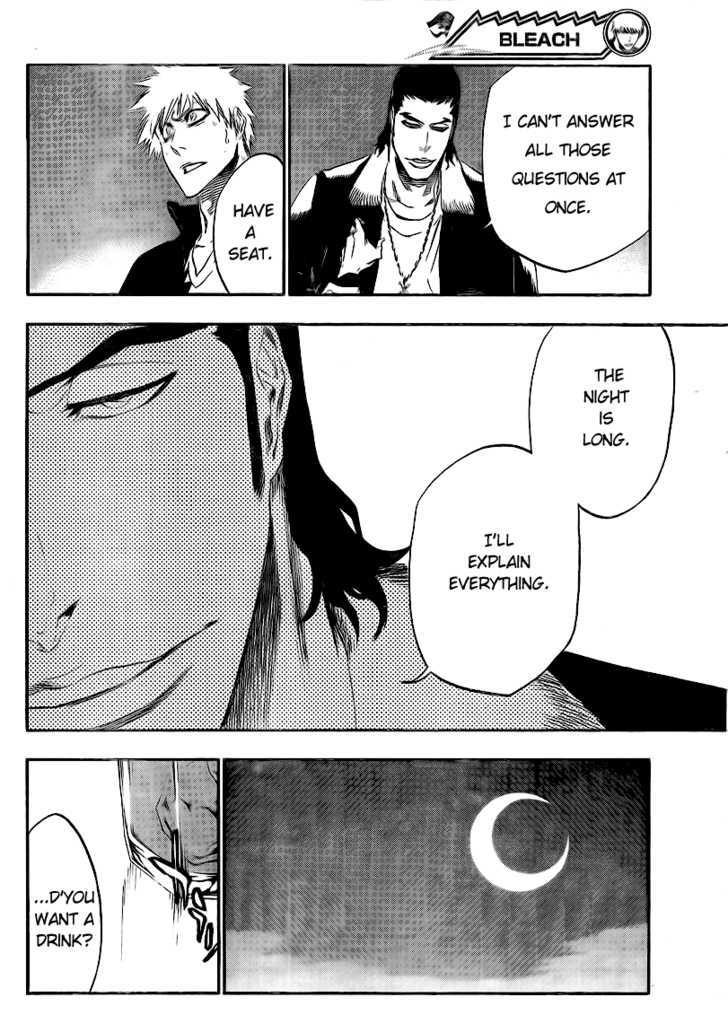 BLEACH
I CAN'T ANSWER
ALL THOSE
QUESTIONS AT
ONCE.
HAVE
A
SEAT.
THE
NIGHT
IS
LONG.
I'LL
EXPLAIN
EVERYTHING.
...D'YOU
WANT A
DRINK?